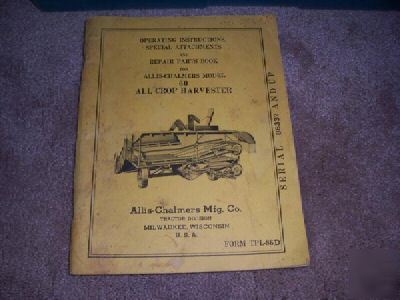 OPERATING INSTRUCTIONS
SPECIAL ATTACHMENTS
AND
REPAIR PARTS BOOK
FOR
ALLIS-CHALMERS MODEL
60
ALL CROP HARVESTER
SERIAL AND UP
Allis-Chalmers Mfg. Co.
TRACTOR DIVISION
MILWAUKEE, WISCONSIN
U. S. A.
FORM TPL-86D